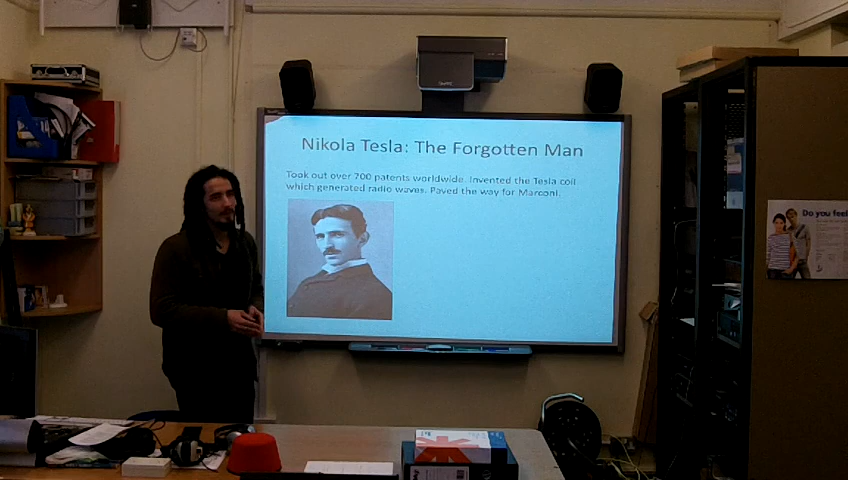 Nikola Tesla: The Forgotten Man
Took out over 700 patents worldwide. Invented the Tesla coil
which generated radio waves. Paved the way for Marconi.
Do you feel